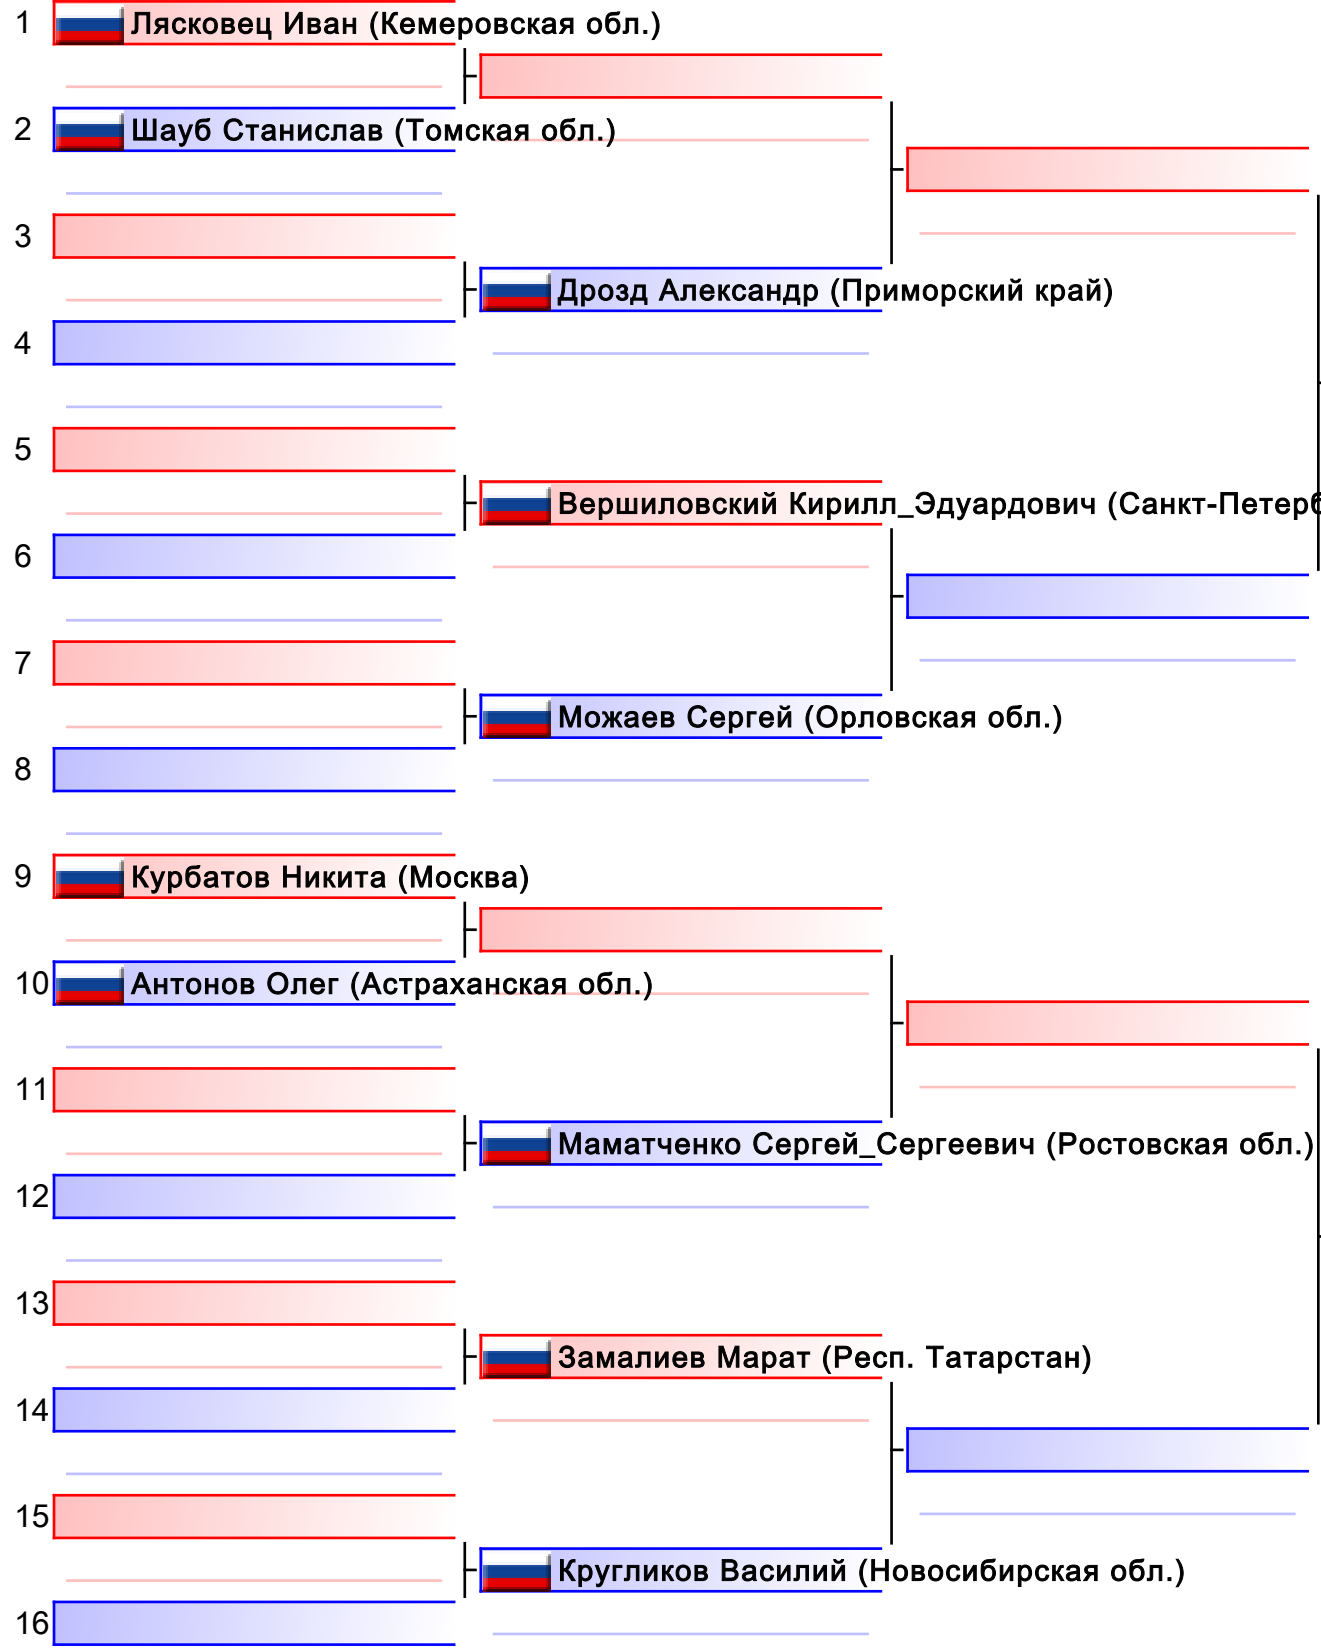 1 Лясковец Иван (Кемеровская обл.)
2 Шауб Станислав (Томская обл.)
3
Дрозд Александр (Приморский край)
4
5
Вершиловский Кирилл_Эдуардович (Санкт-Петерб
6
7
Можаев Сергей (Орловская обл.)
8
9 Курбатов Никита (Москва)
10 Антонов Олег (Астраханская обл.)
11
Маматченко Сергей_Сергеевич (Ростовская обл.)
12
13
Замалиев Марат (Респ. Татарстан)
14
15
Кругликов Василий (Новосибирская обл.)
16